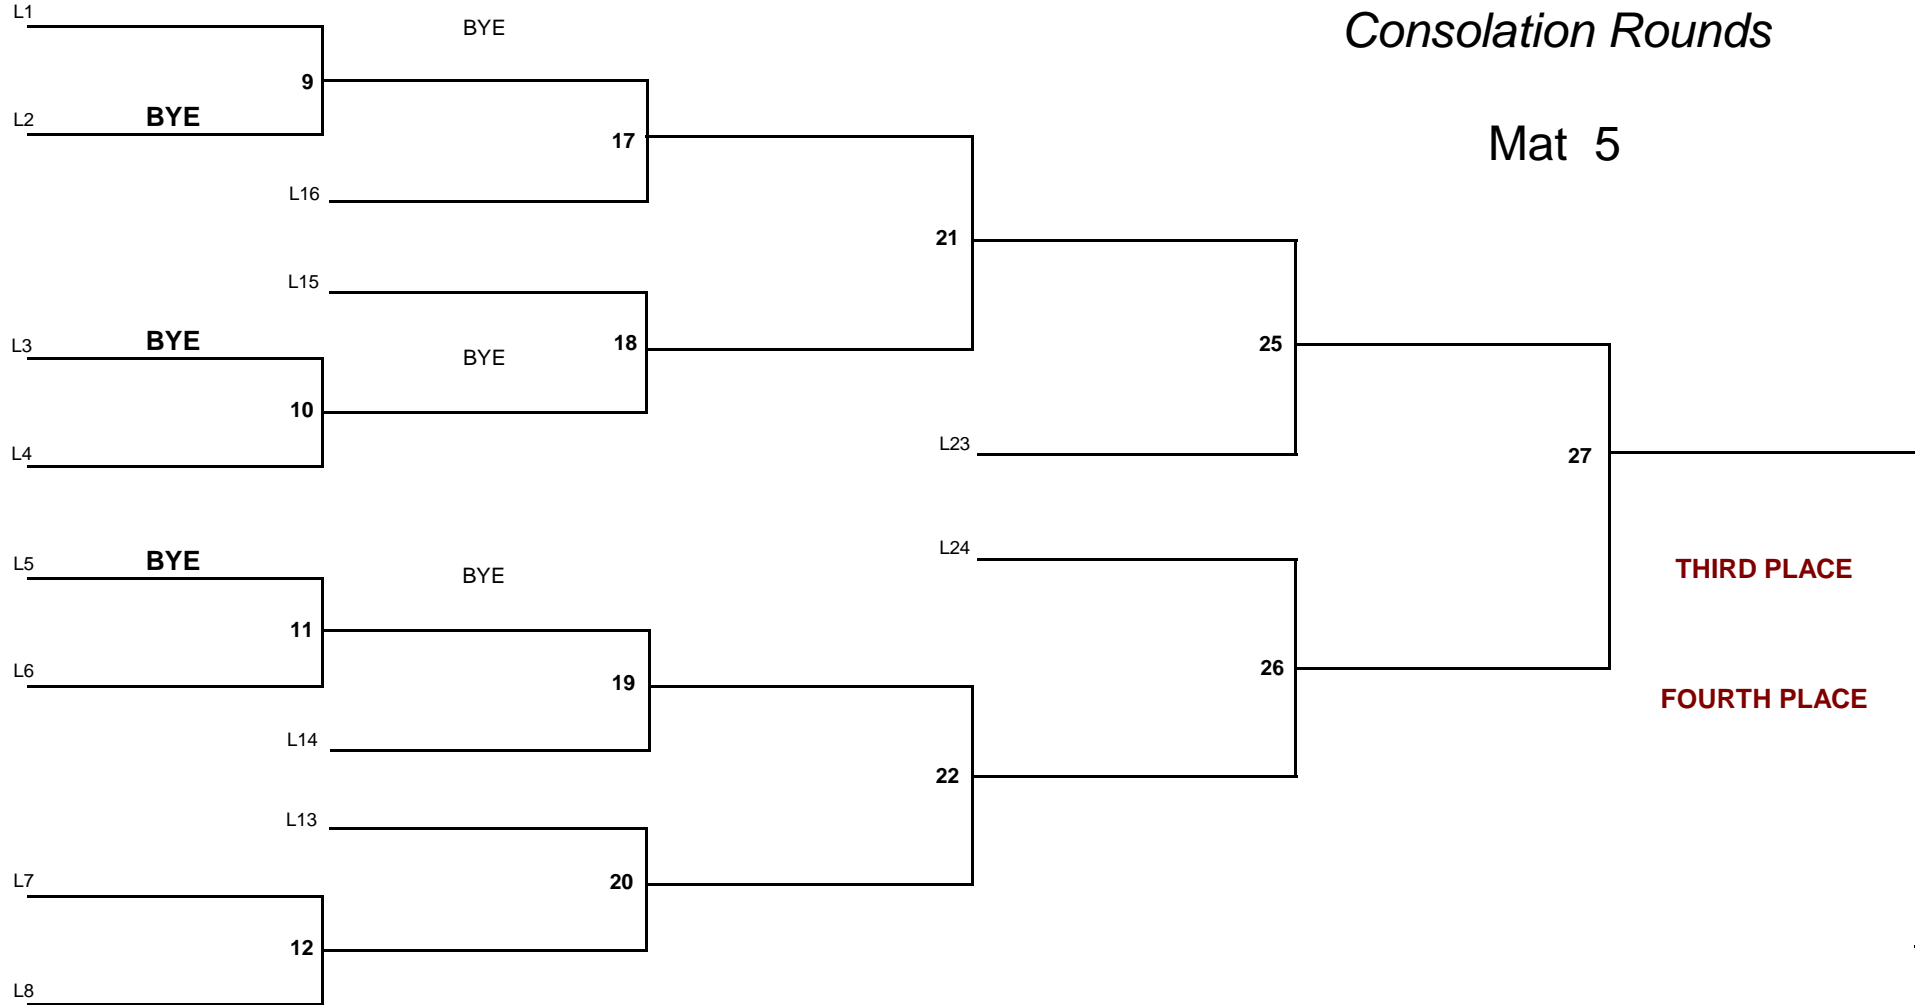 L1
BYE
Consolation Rounds
9
L2
BYE
17
Mat 5
L16
21
L15
L3
BYE
BYE
18
25
10
L4
L23
27
L24
L5
BYE
BYE
THIRD PLACE
11
L6
19
26
FOURTH PLACE
L14
22
L13
L7
20
12
L8